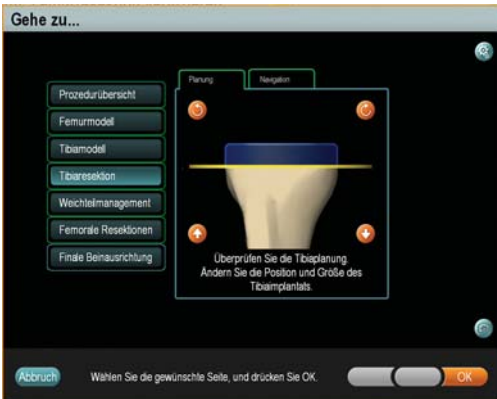 Gehe zu...
Planung
Navigation
Prozedurübersicht
Femurmodell
Tibiamodell
Tibiaresektion
Weichteilmanagement
Femorale Resektionen
Finale Beinausrichtung
Überprüfen Sie die Tibiaplanung.
Ändern Sie die Position und Größe des
Tibiaimplantats.
Abbruch
Wählen Sie die gewünschte Seite, und drücken Sie OK.
OK